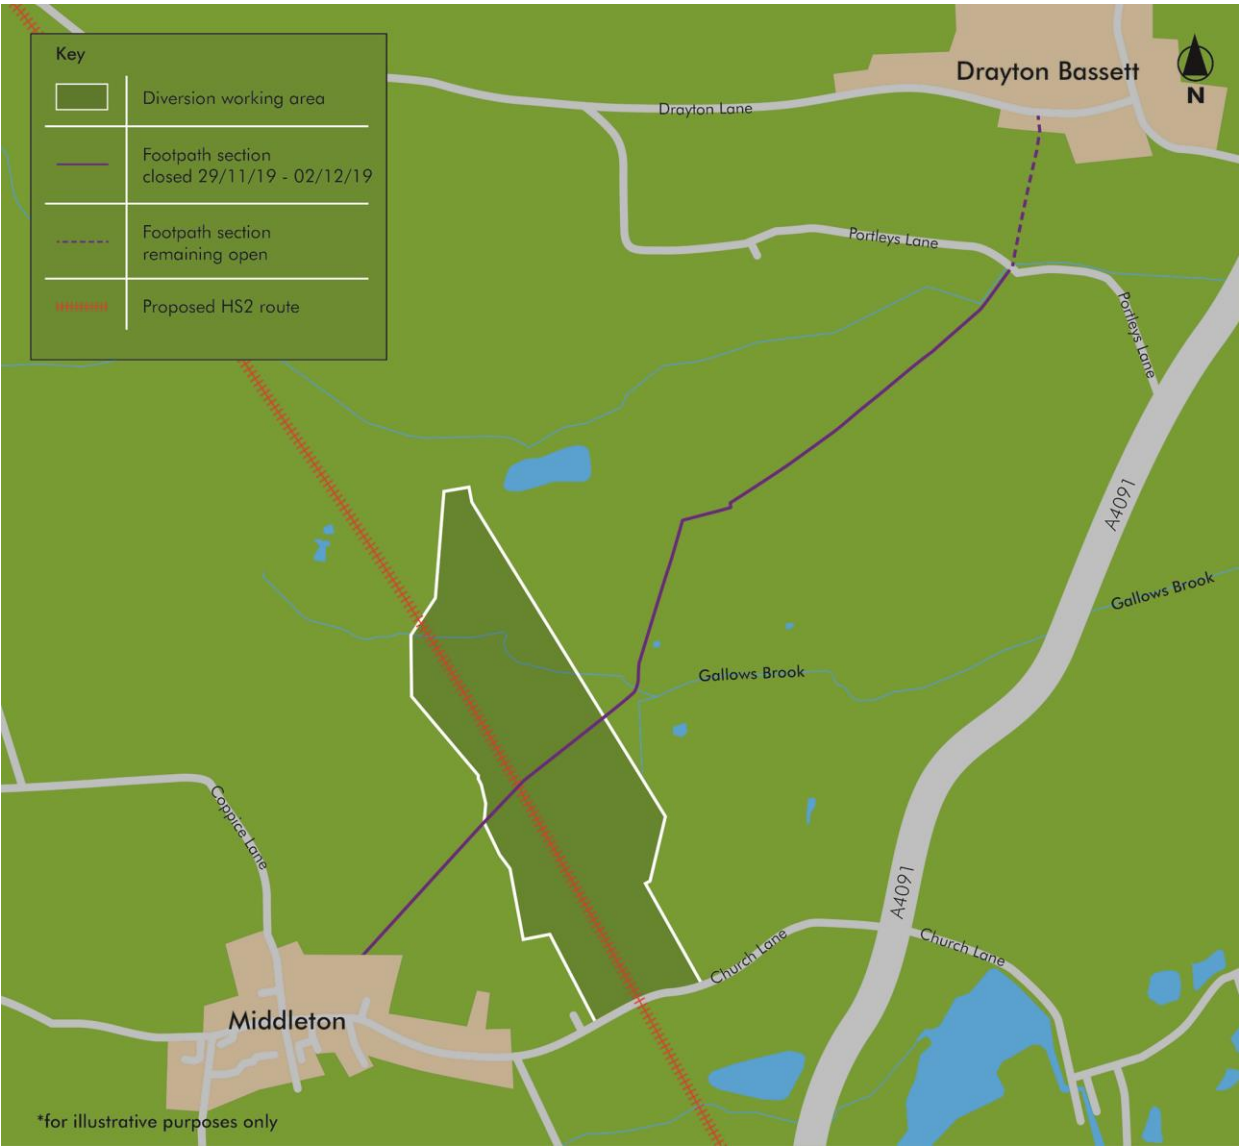 Key
Diversion working area
Footpath section
closed 29/11/19 - 02/12/19
Footpath section
remaining open
Proposed HS2 route
Drayton Bassett
N
Drayton Lane
Portleys Lane
Portleys Lane
A4091
Gallows Brook
Gallows Brook
Coppice Lane
A4091
Church Lane
Church Lane
Middleton
*for illustrative purposes only